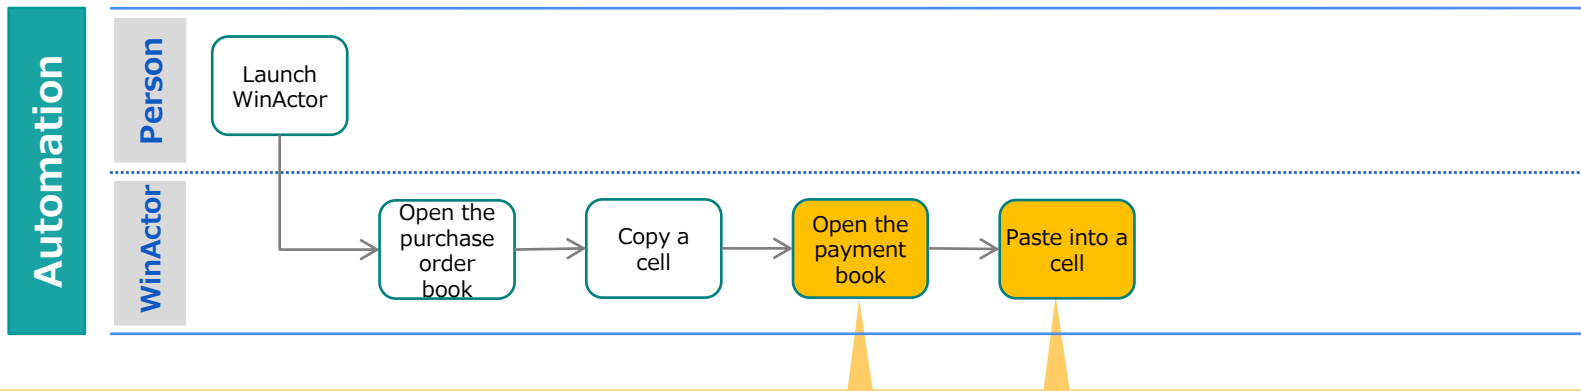 Automation
Person
Launch
WinActor
WinActor
Open the
purchase
order
book
Copy a
cell
Open the
payment
book
Paste into a
cell